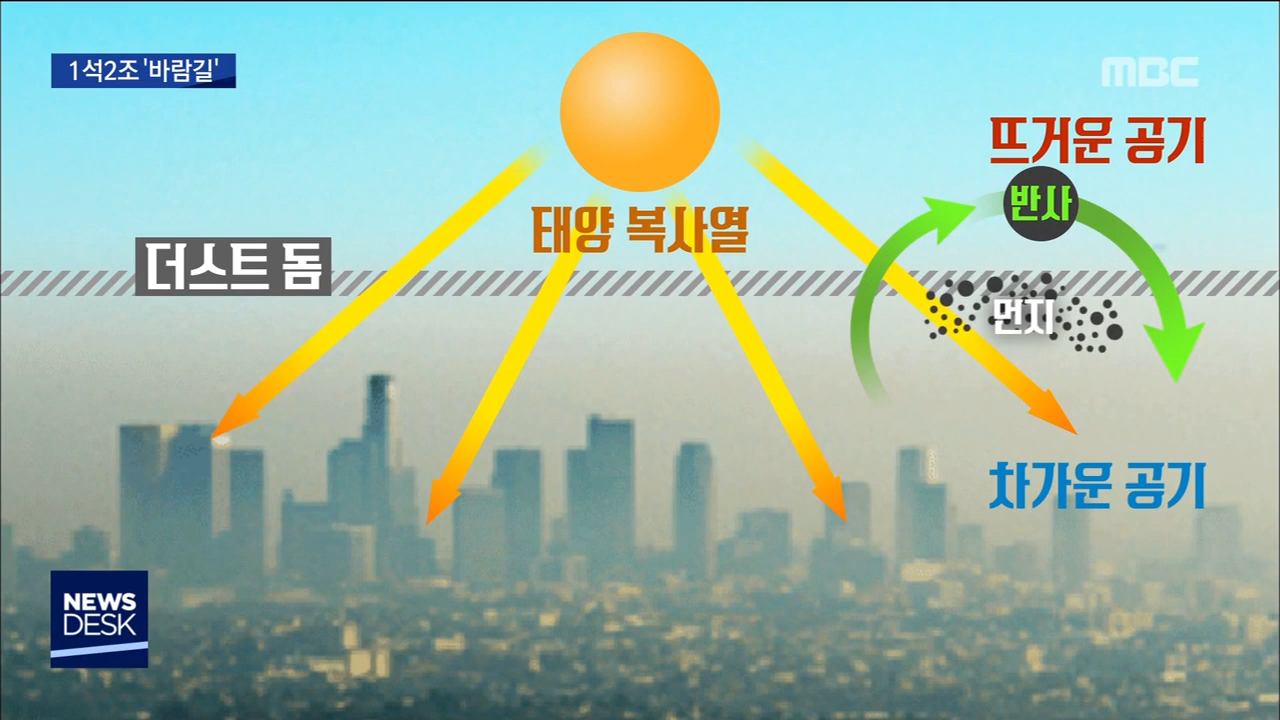 1석2조 '바람길'
MBC
뜨거운 공기
반사
태양 복사열
더스트 돔
먼지
차가운 공기
NEWS
DESK